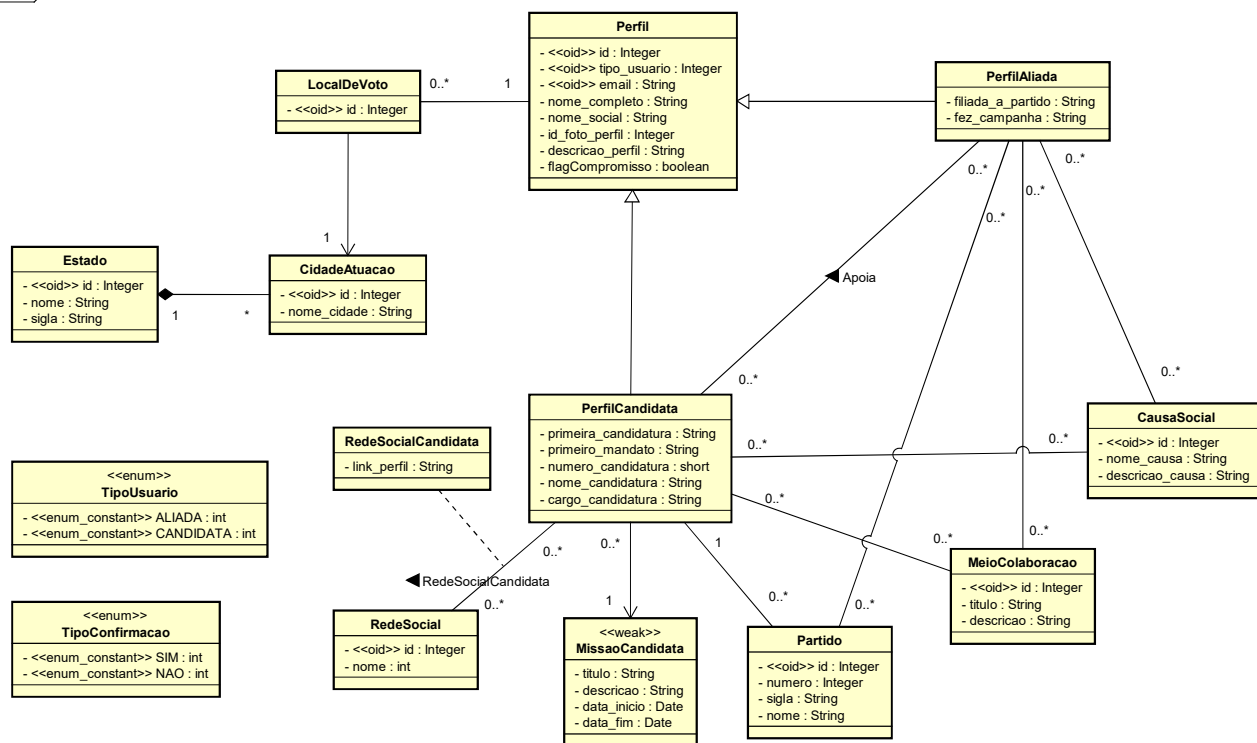 Perfil
- <<oid>> id : Integer
- <<oid>> tipo_usuario : Integer
- <<oid>> email : String
- nome_completo : String
- nome_social : String
- id_foto_perfil : Integer
- descricao_perfil : String
- flagCompromisso : boolean
LocalDeVoto
- <<oid>> id : Integer
0..*
1
PerfilAliada
- filiada_a_partido : String
- fez_campanha : String
0..*
0..*
0..*
0..*
1
Estado
- <<oid>> id : Integer
- nome : String
- sigla : String
1
*
CidadeAtuacao
- <<oid>> id : Integer
- nome_cidade : String
Apoia
0..*
0..*
PerfilCandidata
- primeira_candidatura : String
- primeiro_mandato : String
- numero_candidatura : short
- nome_candidatura : String
- cargo_candidatura : String
0..*
0..*
CausaSocial
- <<oid>> id : Integer
- nome_causa : String
- descricao_causa : String
RedeSocialCandidata
- link_perfil : String
<<enum>>
TipoUsuario
- <<enum_constant>> ALIADA : int
- <<enum_constant>> CANDIDATA : int
0..*
0..*
0..*
1
0..*
0..*
MeioColaboracao
- <<oid>> id : Integer
- titulo : String
- descricao : String
RedeSocialCandidata
0..*
1
0..*
0..*
<<enum>>
TipoConfirmacao
- <<enum_constant>> SIM : int
- <<enum_constant>> NAO : int
RedeSocial
- <<oid>> id : Integer
- nome : int
<<weak>>
MissaoCandidata
- titulo : String
- descricao : String
- data_inicio : Date
- data_fim : Date
Partido
- <<oid>> id : Integer
- numero : Integer
- sigla : String
- nome : String